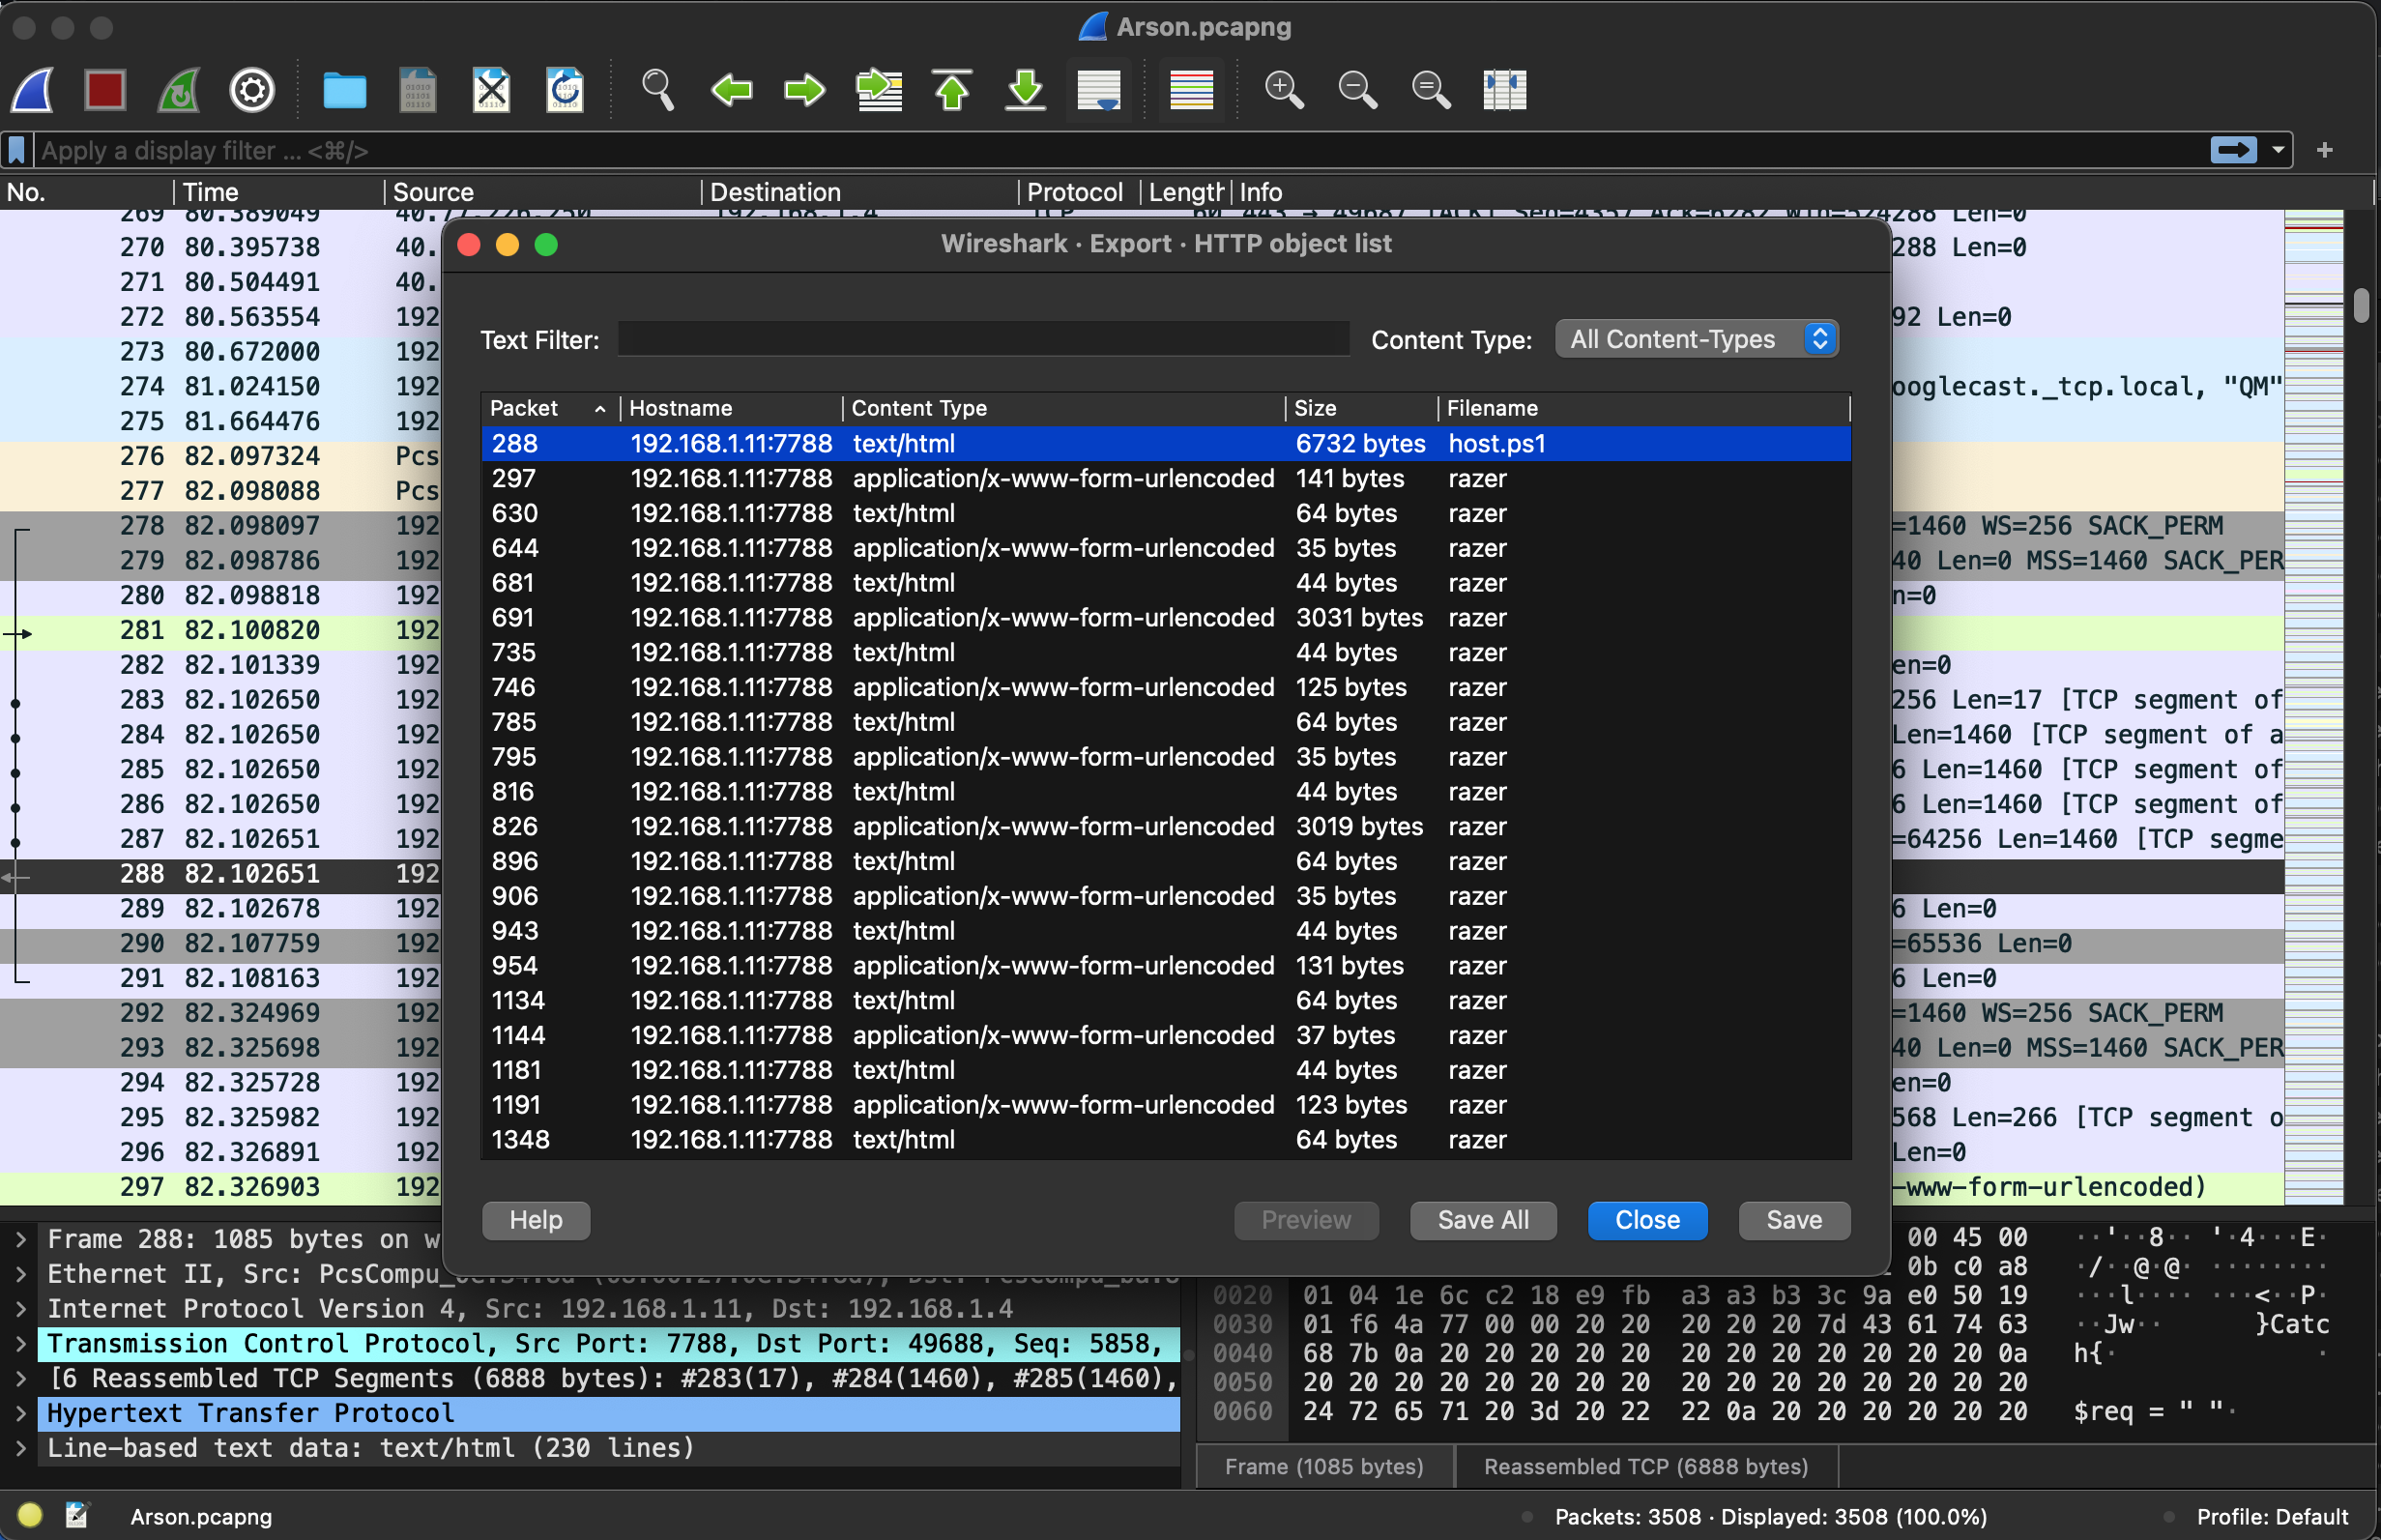 Arson.pcapng
Apply a display filter ... <⌘/>
No. Time Source Destination Protocol Length Info
269 80.389049 40.77.226.250 192.168.1.4 TCP 60 443 → 49687 [ACK] Seq=4357 Ack=6282 Win=524288 Len=0
270 80.395738 40. 288 Len=0
271 80.504491 40.
272 80.563554 192 92 Len=0
273 80.672000 192
274 81.024150 192 ooglecast._tcp.local, "QM"
275 81.664476 192
276 82.097324 Pcs
277 82.098088 Pcs
278 82.098097 192 =1460 WS=256 SACK_PERM
279 82.098786 192 40 Len=0 MSS=1460 SACK_PER
280 82.098818 192 n=0
281 82.100820 192
282 82.101339 192 en=0
283 82.102650 192 256 Len=17 [TCP segment of
284 82.102650 192 Len=1460 [TCP segment of a
285 82.102650 192 6 Len=1460 [TCP segment of
286 82.102650 192 6 Len=1460 [TCP segment of
287 82.102651 192 =64256 Len=1460 [TCP segme
288 82.102651 192
289 82.102678 192 6 Len=0
290 82.107759 192 =65536 Len=0
291 82.108163 192 6 Len=0
292 82.324969 192 =1460 WS=256 SACK_PERM
293 82.325698 192 40 Len=0 MSS=1460 SACK_PER
294 82.325728 192 en=0
295 82.325982 192 568 Len=266 [TCP segment o
296 82.326891 192 Len=0
297 82.326903 192 -www-form-urlencoded)
Wireshark · Export · HTTP object list
Text Filter: Content Type: All Content-Types
Packet Hostname Content Type Size Filename
288 192.168.1.11:7788 text/html 6732 bytes host.ps1
297 192.168.1.11:7788 application/x-www-form-urlencoded 141 bytes razer
630 192.168.1.11:7788 text/html 64 bytes razer
644 192.168.1.11:7788 application/x-www-form-urlencoded 35 bytes razer
681 192.168.1.11:7788 text/html 44 bytes razer
691 192.168.1.11:7788 application/x-www-form-urlencoded 3031 bytes razer
735 192.168.1.11:7788 text/html 44 bytes razer
746 192.168.1.11:7788 application/x-www-form-urlencoded 125 bytes razer
785 192.168.1.11:7788 text/html 64 bytes razer
795 192.168.1.11:7788 application/x-www-form-urlencoded 35 bytes razer
816 192.168.1.11:7788 text/html 44 bytes razer
826 192.168.1.11:7788 application/x-www-form-urlencoded 3019 bytes razer
896 192.168.1.11:7788 text/html 64 bytes razer
906 192.168.1.11:7788 application/x-www-form-urlencoded 35 bytes razer
943 192.168.1.11:7788 text/html 44 bytes razer
954 192.168.1.11:7788 application/x-www-form-urlencoded 131 bytes razer
1134 192.168.1.11:7788 text/html 64 bytes razer
1144 192.168.1.11:7788 application/x-www-form-urlencoded 37 bytes razer
1181 192.168.1.11:7788 text/html 44 bytes razer
1191 192.168.1.11:7788 application/x-www-form-urlencoded 123 bytes razer
1348 192.168.1.11:7788 text/html 64 bytes razer
Help Preview Save All Close Save
Frame 288: 1085 bytes on w
Ethernet II, Src: PcsCompu_
Internet Protocol Version 4, Src: 192.168.1.11, Dst: 192.168.1.4
Transmission Control Protocol, Src Port: 7788, Dst Port: 49688, Seq: 5858,
[6 Reassembled TCP Segments (6888 bytes): #283(17), #284(1460), #285(1460),
Hypertext Transfer Protocol
Line-based text data: text/html (230 lines)
00 45 00 ··'··8·· '·4···E·
0b c0 a8 ·/··@·@· ········
0020 01 04 1e 6c c2 18 e9 fb a3 a3 b3 3c 9a e0 50 19 ···l···· ···<··P·
0030 01 f6 4a 77 00 00 20 20 20 20 20 7d 43 61 74 63 ··Jw·· }Catc
0040 68 7b 0a 20 20 20 20 20 20 20 20 20 20 20 20 0a h{· ·
0050 20 20 20 20 20 20 20 20 20 20 20 20 20 20 20 20
0060 24 72 65 71 20 3d 20 22 22 0a 20 20 20 20 20 20 $req = " "·
Frame (1085 bytes) Reassembled TCP (6888 bytes)
Arson.pcapng Packets: 3508 · Displayed: 3508 (100.0%) Profile: Default